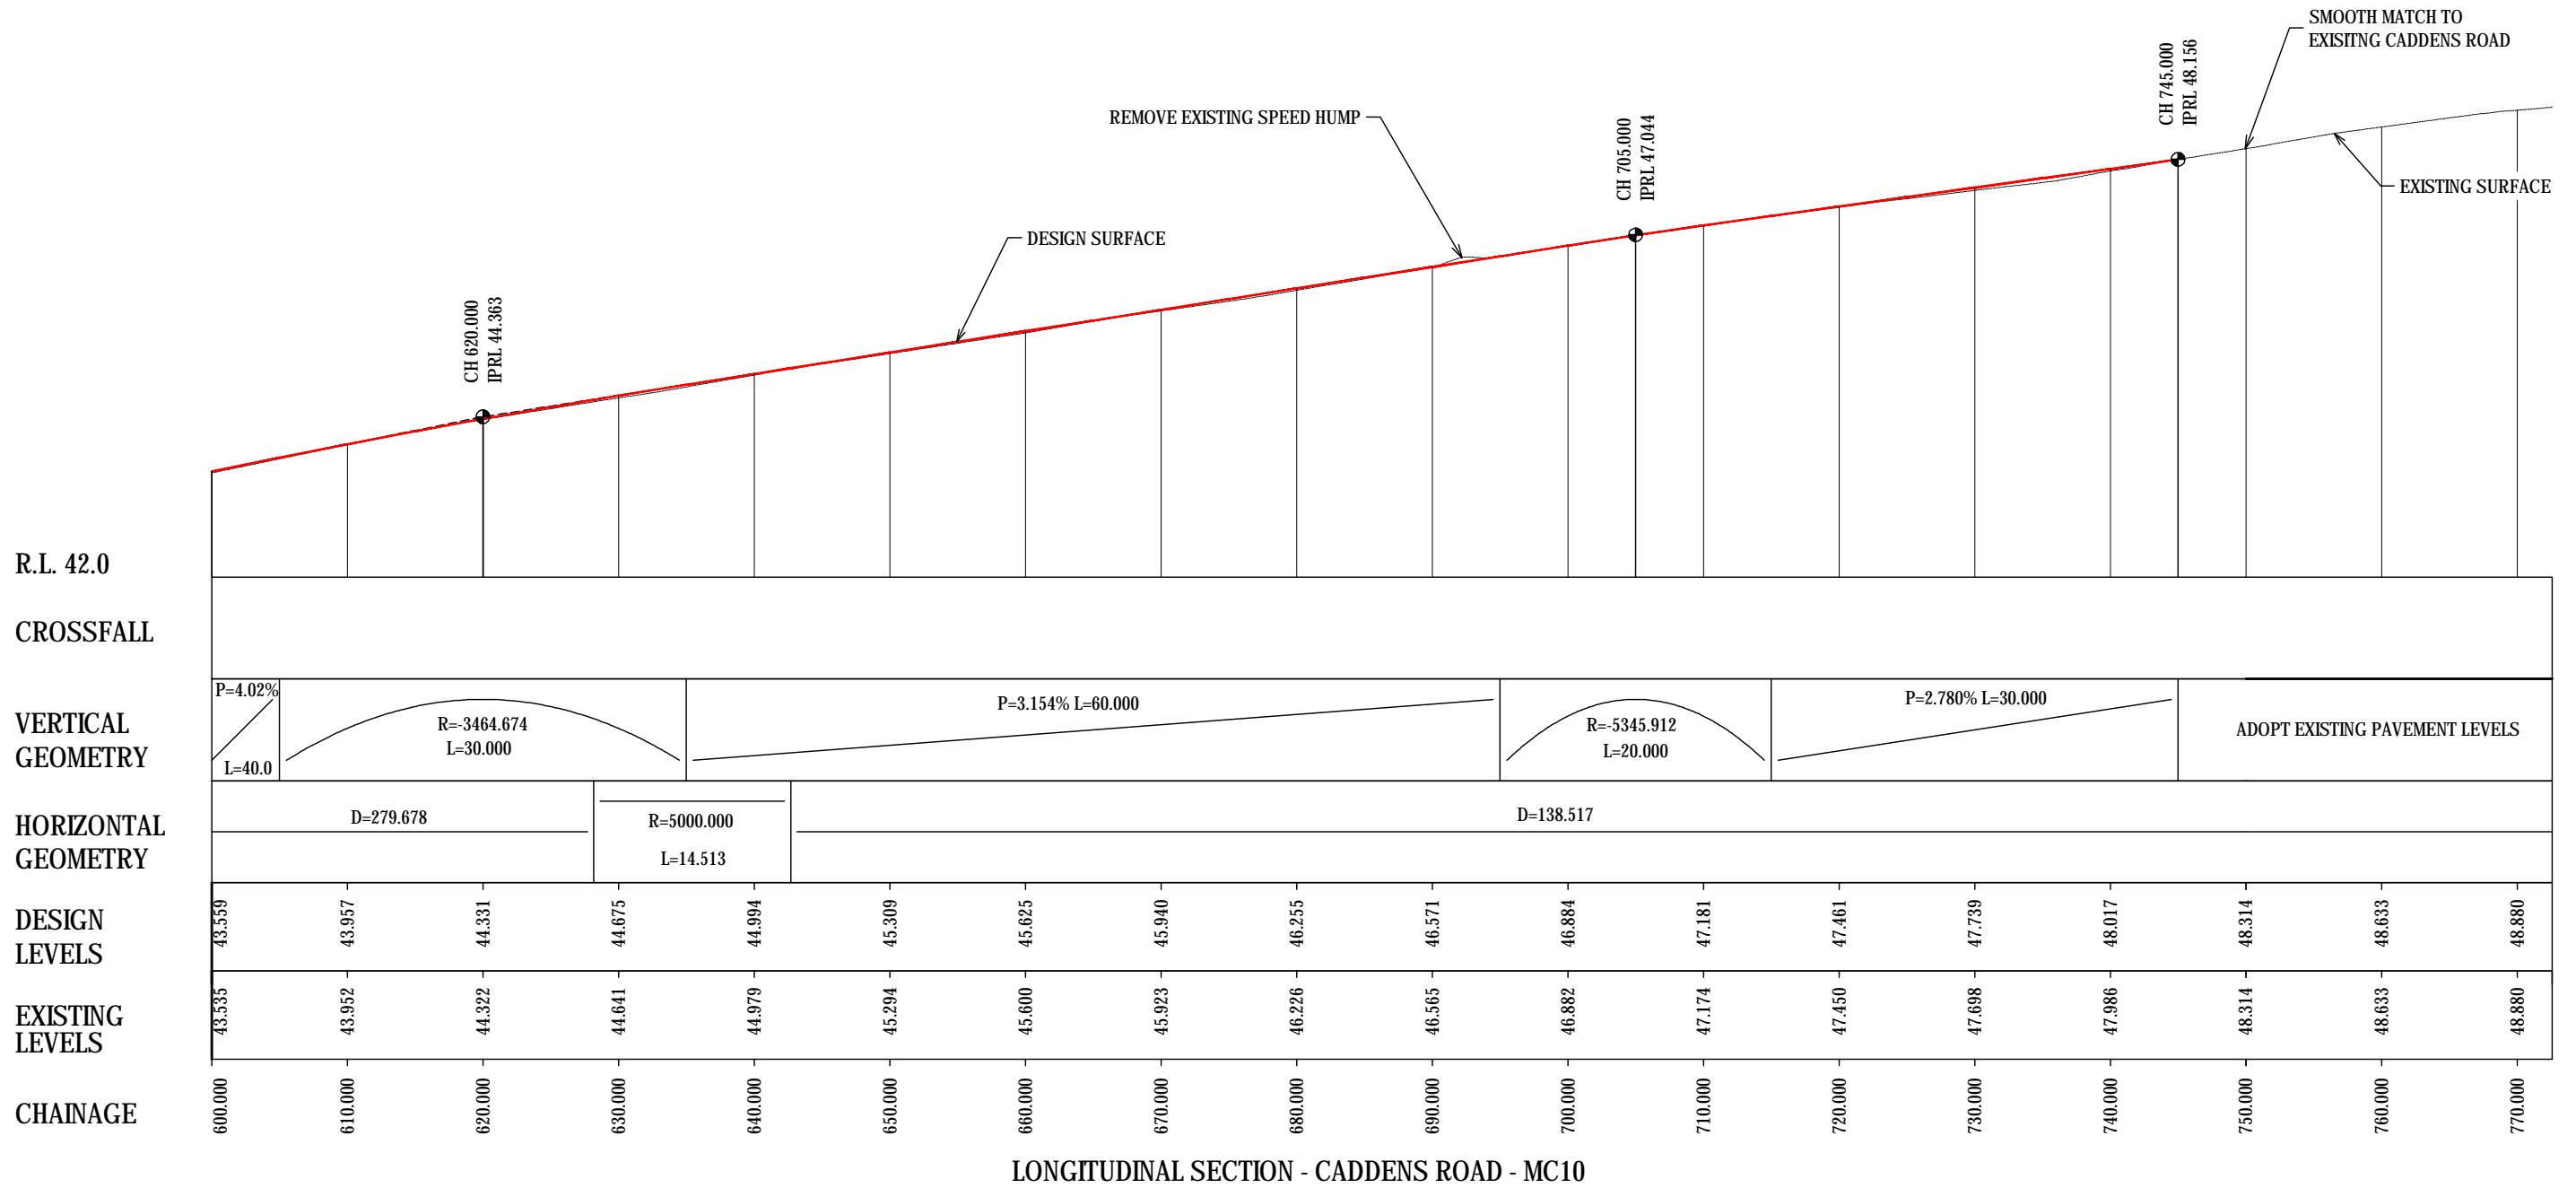 SMOOTH MATCH TO
EXISITNG CADDENS ROAD
CH 745.000
IPRL 48.156
REMOVE EXISTING SPEED HUMP
CH 705.000
IPRL 47.044
EXISTING SURFACE
DESIGN SURFACE
CH 620.000
IPRL 44.363
R.L. 42.0
CROSSFALL
VERTICAL
GEOMETRY
P=4.02%
L=40.0
R=-3464.674
L=30.000
P=3.154% L=60.000
R=-5345.912
L=20.000
P=2.780% L=30.000
ADOPT EXISTING PAVEMENT LEVELS
HORIZONTAL
GEOMETRY
D=279.678
R=5000.000
L=14.513
D=138.517
DESIGN
LEVELS
43.559 43.957 44.331 44.675 44.994 45.309 45.625 45.940 46.255 46.571 46.884 47.181 47.461 47.739 48.017 48.314 48.633 48.880
EXISTING
LEVELS
43.535 43.952 44.322 44.641 44.979 45.294 45.600 45.923 46.226 46.565 46.882 47.174 47.450 47.698 47.986 48.314 48.633 48.880
CHAINAGE
600.000 610.000 620.000 630.000 640.000 650.000 660.000 670.000 680.000 690.000 700.000 710.000 720.000 730.000 740.000 750.000 760.000 770.000
LONGITUDINAL SECTION - CADDENS ROAD - MC10